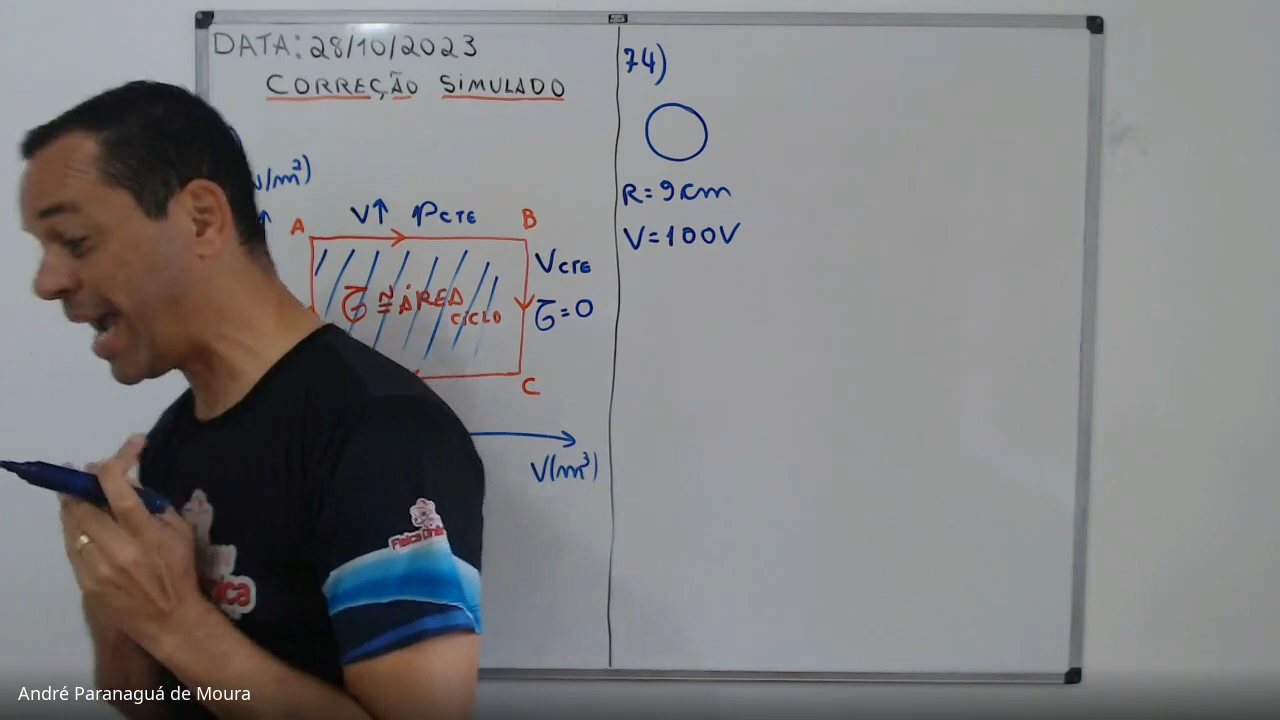 DATA: 28/10/2023
CORREÇÃO SIMULADO
/m²)
A V↑ PCTE B
VCTE
𝒢 N= ÁREA CICLO
𝒢=0
C
V(m³)
74)
R=9cm
V=100V
André Paranaguá de Moura